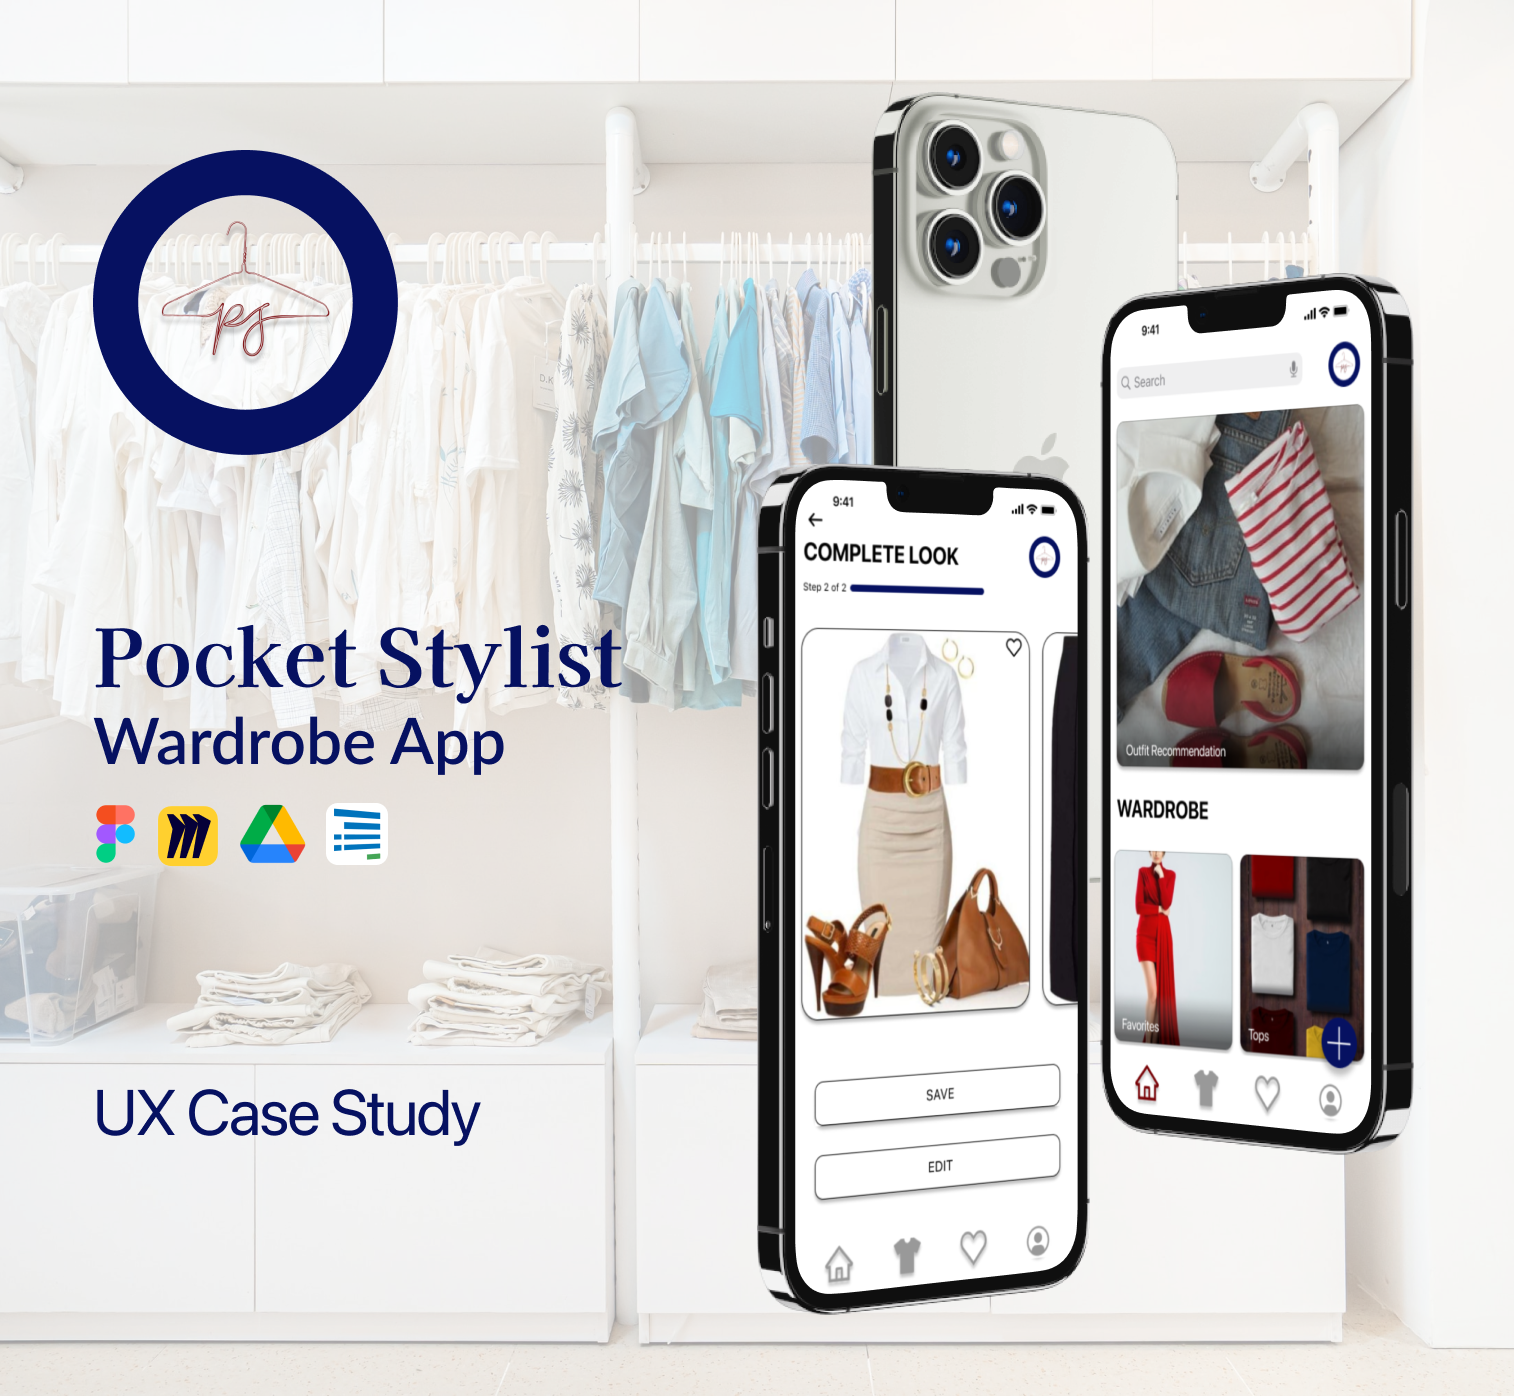 ps
Pocket Stylist
Wardrobe App
UX Case Study
9:41
COMPLETE LOOK
Step 2 of 2
SAVE
EDIT
9:41
Search
Outfit Recommendation
WARDROBE
Favorites
Tops